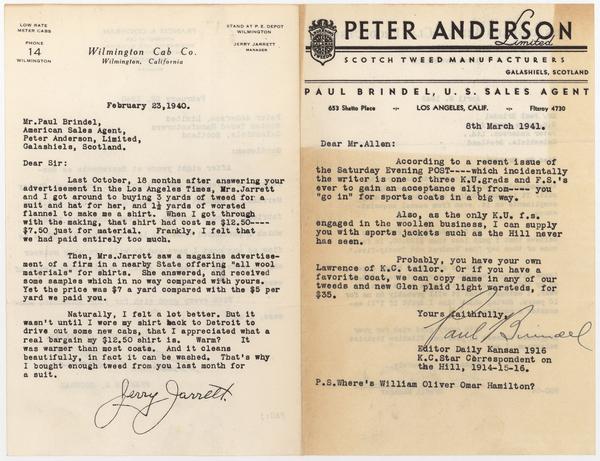 LOW RATE
METER CABS
PHONE
14
WILMINGTON
Wilmington Cab Co.
Wilmington, California
STAND AT P. E. DEPOT
WILMINGTON
JERRY JARRETT
MANAGER
February 23,1940.
Mr.Paul Brindel,
American Sales Agent,
Peter Anderson, Limited,
Galashiels, Scotland.
Dear Sir:
Last October, 18 months after answering your
advertisement in the Los Angeles Times, Mrs.Jarrett
and I got around to buying 3 yards of tweed for a
suit and hat for her, and 1½ yards of worsted
flannel to make me a shirt. When I got through
with the making, that shirt had cost me $12.50----
$7.50 just for material. Frankly, I felt that
we had paid entirely too much.
Then, Mrs.Jarrett saw a magazine advertise-
ment of a firm in a nearby State offering "all wool
materials" for shirts. She answered, and received
some samples which in no way compared with yours.
Yet the price was $7 a yard compared with the $5 per
yard we paid you.
Naturally, I felt a lot better. But it
wasn't until I wore my shirt back to Detroit to
drive out some new cabs, that I appreciated what a
real bargain my $12.50 shirt is. Warm? It
was warmer than most coats. And it cleans
beautifully, in fact it can be washed. That's why
I bought enough tweed from you last month for
a suit.
Jerry Jarrett.
PETER ANDERSON
Limited
SCOTCH TWEED MANUFACTURERS
GALASHIELS, SCOTLAND
PAUL BRINDEL, U. S. SALES AGENT
653 Shatto Place LOS ANGELES, CALIF. FItzroy 4730
8th March 1941.
Dear Mr.Allen:
According to a recent issue of
the Saturday Evening POST----which incidentally
the writer is one of three K.U.grads and F.S.'s
ever to gain an acceptance slip from---- you
"go in" for sports coats in a big way.
Also, as the only K.U. f.s.
engaged in the woollen business, I can supply
you with sports jackets such as the Hill never
has seen.
Probably, you have your own
Lawrence of K.C. tailor. Or if you have a
favorite coat, we can copy same in any of our
tweeds and new Glen plaid light worsteds, for
$35.
Yours faithfully,
Paul Brindel
Editor Daily Kansan 1916
K.C.Star Correspondent on
the Hill, 1914-15-16.
P.S.Where's William Oliver Omar Hamilton?